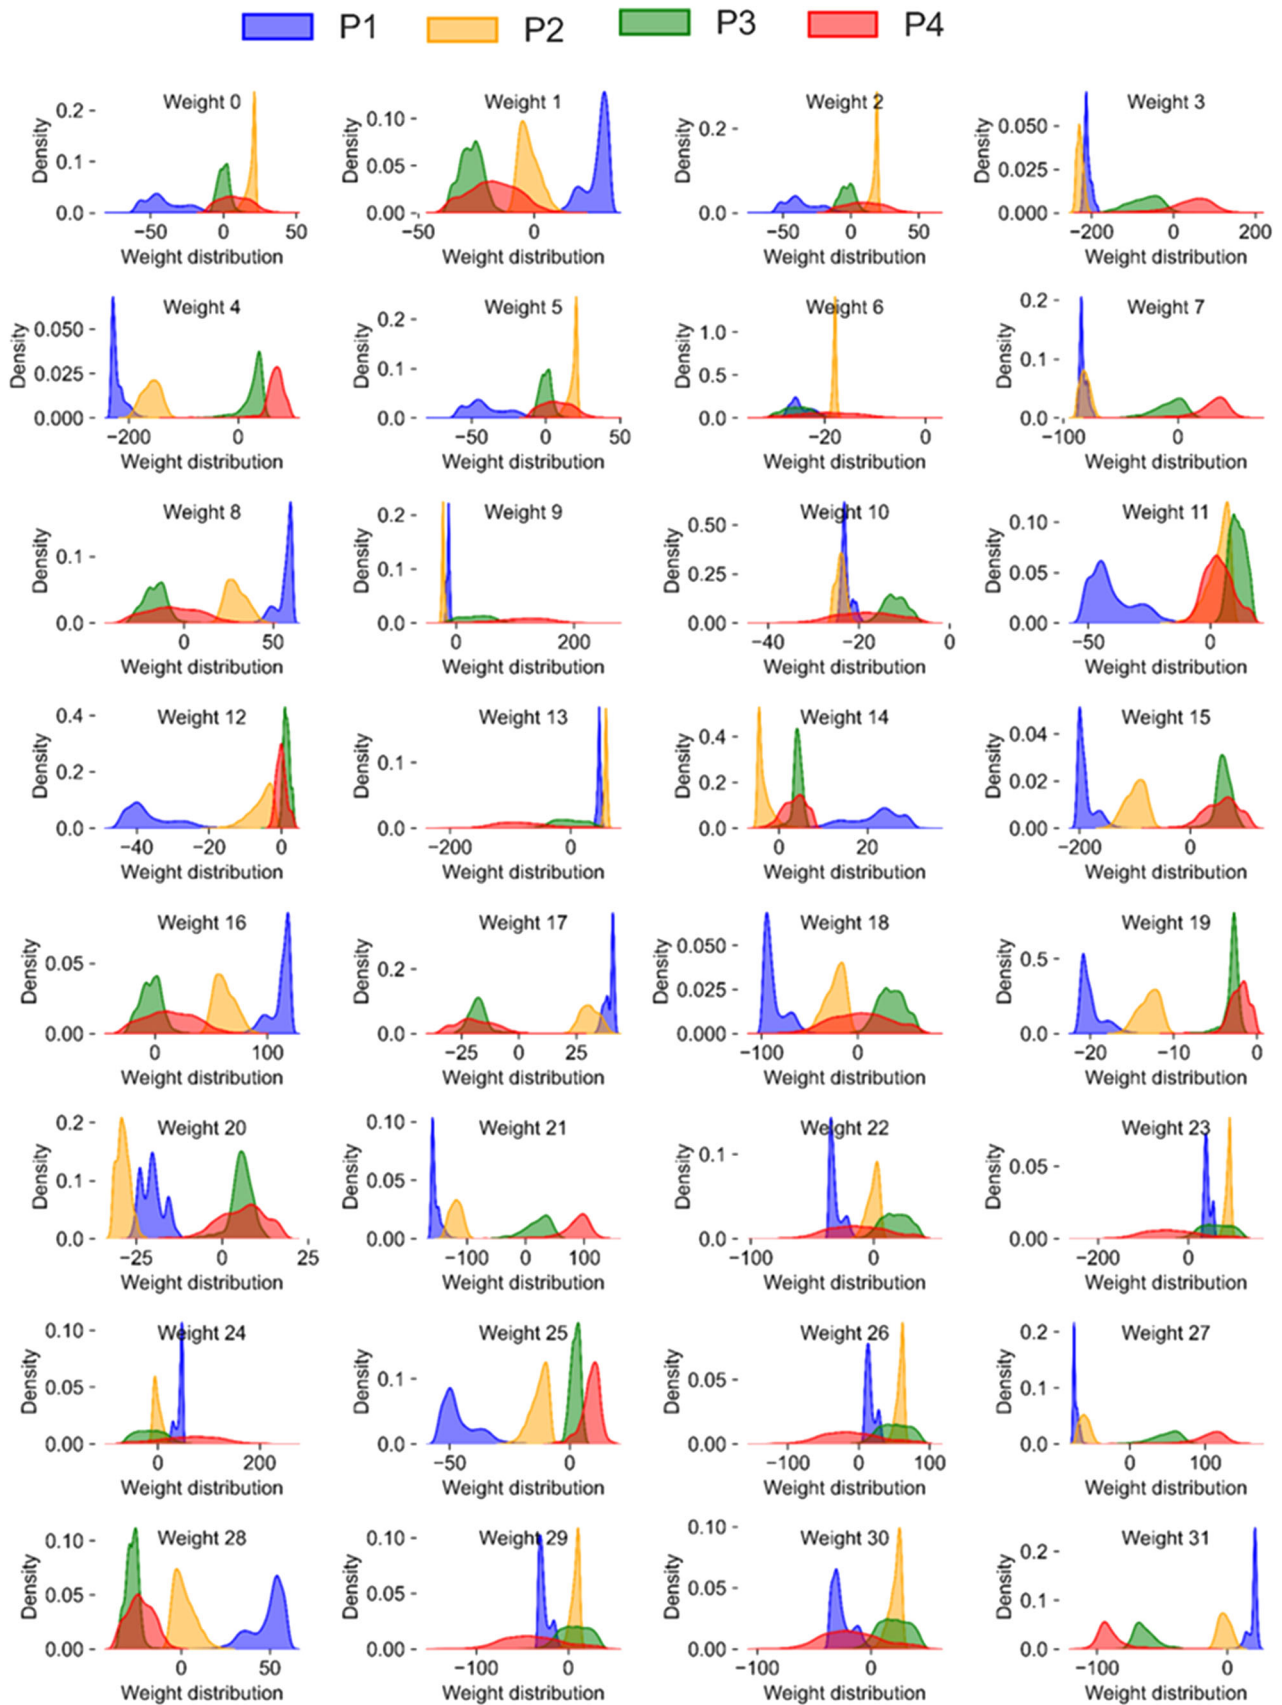 P1 P2 P3 P4
Weight 0 Weight 1 Weight 2 Weight 3
Density Density Density Density
0.2 0.1 0.0 0.10 0.05 0.00 0.2 0.0 0.050 0.025 0.000
−50 0 50 −50 0 −50 0 50 −200 0 200
Weight distribution Weight distribution Weight distribution Weight distribution
Weight 4 Weight 5 Weight 6 Weight 7
Density Density Density Density
0.050 0.025 0.000 0.2 0.1 0.0 1.0 0.5 0.0 0.2 0.1 0.0
−200 0 −50 0 50 −20 0 −100 0
Weight distribution Weight distribution Weight distribution Weight distribution
Weight 8 Weight 9 Weight 10 Weight 11
Density Density Density Density
0.1 0.0 0.2 0.1 0.0 0.50 0.25 0.00 0.10 0.05 0.00
0 50 0 200 −40 −20 0 −50 0
Weight distribution Weight distribution Weight distribution Weight distribution
Weight 12 Weight 13 Weight 14 Weight 15
Density Density Density Density
0.4 0.2 0.0 0.1 0.0 0.4 0.2 0.0 0.04 0.02 0.00
−40 −20 0 −200 0 0 20 −200 0
Weight distribution Weight distribution Weight distribution Weight distribution
Weight 16 Weight 17 Weight 18 Weight 19
Density Density Density Density
0.05 0.00 0.2 0.0 0.050 0.025 0.000 0.5 0.0
0 100 −25 0 25 −100 0 −20 −10 0
Weight distribution Weight distribution Weight distribution Weight distribution
Weight 20 Weight 21 Weight 22 Weight 23
Density Density Density Density
0.2 0.1 0.0 0.10 0.05 0.00 0.1 0.0 0.05 0.00
−25 0 25 −100 0 100 −100 0 −200 0
Weight distribution Weight distribution Weight distribution Weight distribution
Weight 24 Weight 25 Weight 26 Weight 27
Density Density Density Density
0.10 0.05 0.00 0.1 0.0 0.05 0.00 0.2 0.1 0.0
0 200 −50 0 −100 0 100 0 100
Weight distribution Weight distribution Weight distribution Weight distribution
Weight 28 Weight 29 Weight 30 Weight 31
Density Density Density Density
0.10 0.05 0.00 0.10 0.05 0.00 0.10 0.05 0.00 0.2 0.1 0.0
0 50 −100 0 −100 0 −100 0
Weight distribution Weight distribution Weight distribution Weight distribution